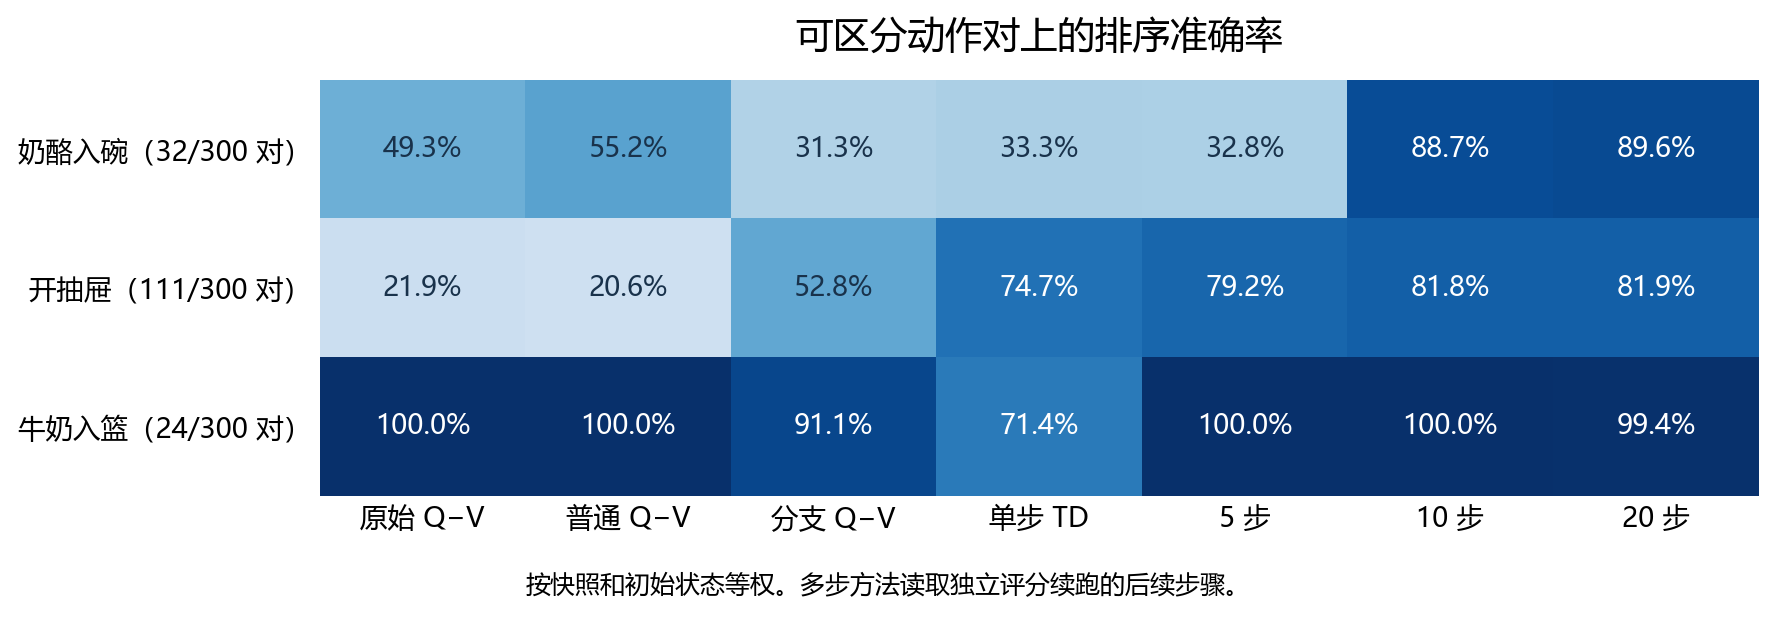 可区分动作对上的排序准确率
奶酪入碗（32/300 对） 49.3% 55.2% 31.3% 33.3% 32.8% 88.7% 89.6%
开抽屉（111/300 对） 21.9% 20.6% 52.8% 74.7% 79.2% 81.8% 81.9%
牛奶入篮（24/300 对） 100.0% 100.0% 91.1% 71.4% 100.0% 100.0% 99.4%
原始 Q−V 普通 Q−V 分支 Q−V 单步 TD 5 步 10 步 20 步
按快照和初始状态等权。多步方法读取独立评分续跑的后续步骤。